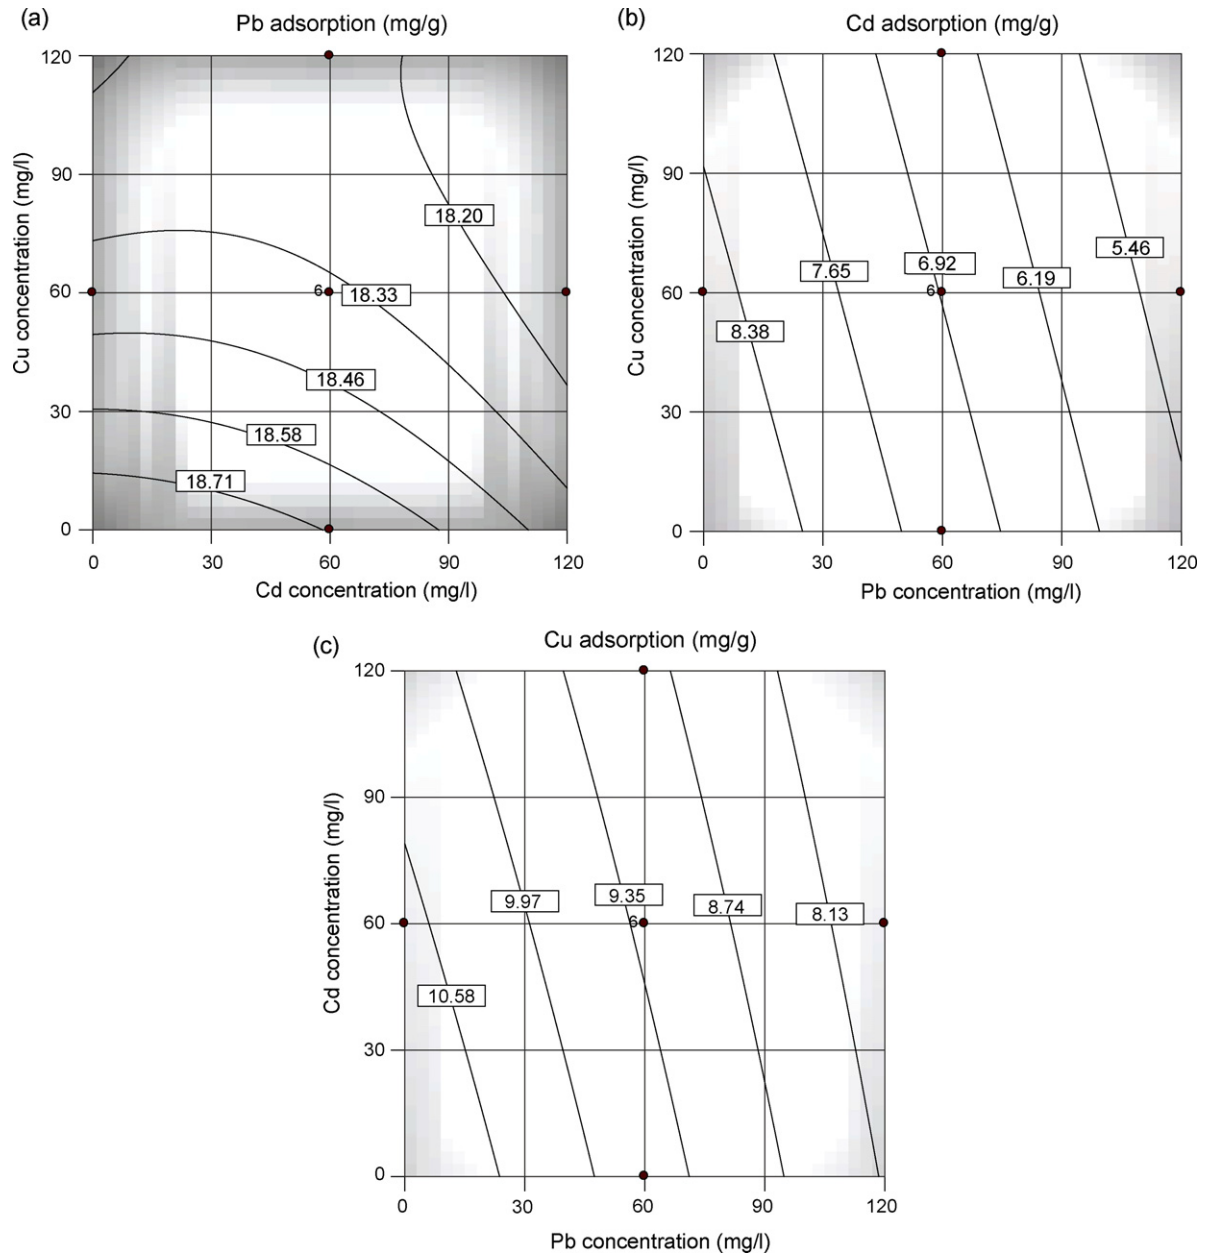 (a)
Pb adsorption (mg/g)
120
90
60
30
0
Cu concentration (mg/l)
18.20
6
18.33
18.46
18.58
18.71
0 30 60 90 120
Cd concentration (mg/l)
(b)
Cd adsorption (mg/g)
120
90
60
30
0
Cu concentration (mg/l)
5.46
6.92
7.65
6.19
6
8.38
0 30 60 90 120
Pb concentration (mg/l)
(c)
Cu adsorption (mg/g)
120
90
60
30
0
Cd concentration (mg/l)
9.97
9.35
8.74
8.13
6
10.58
0 30 60 90 120
Pb concentration (mg/l)